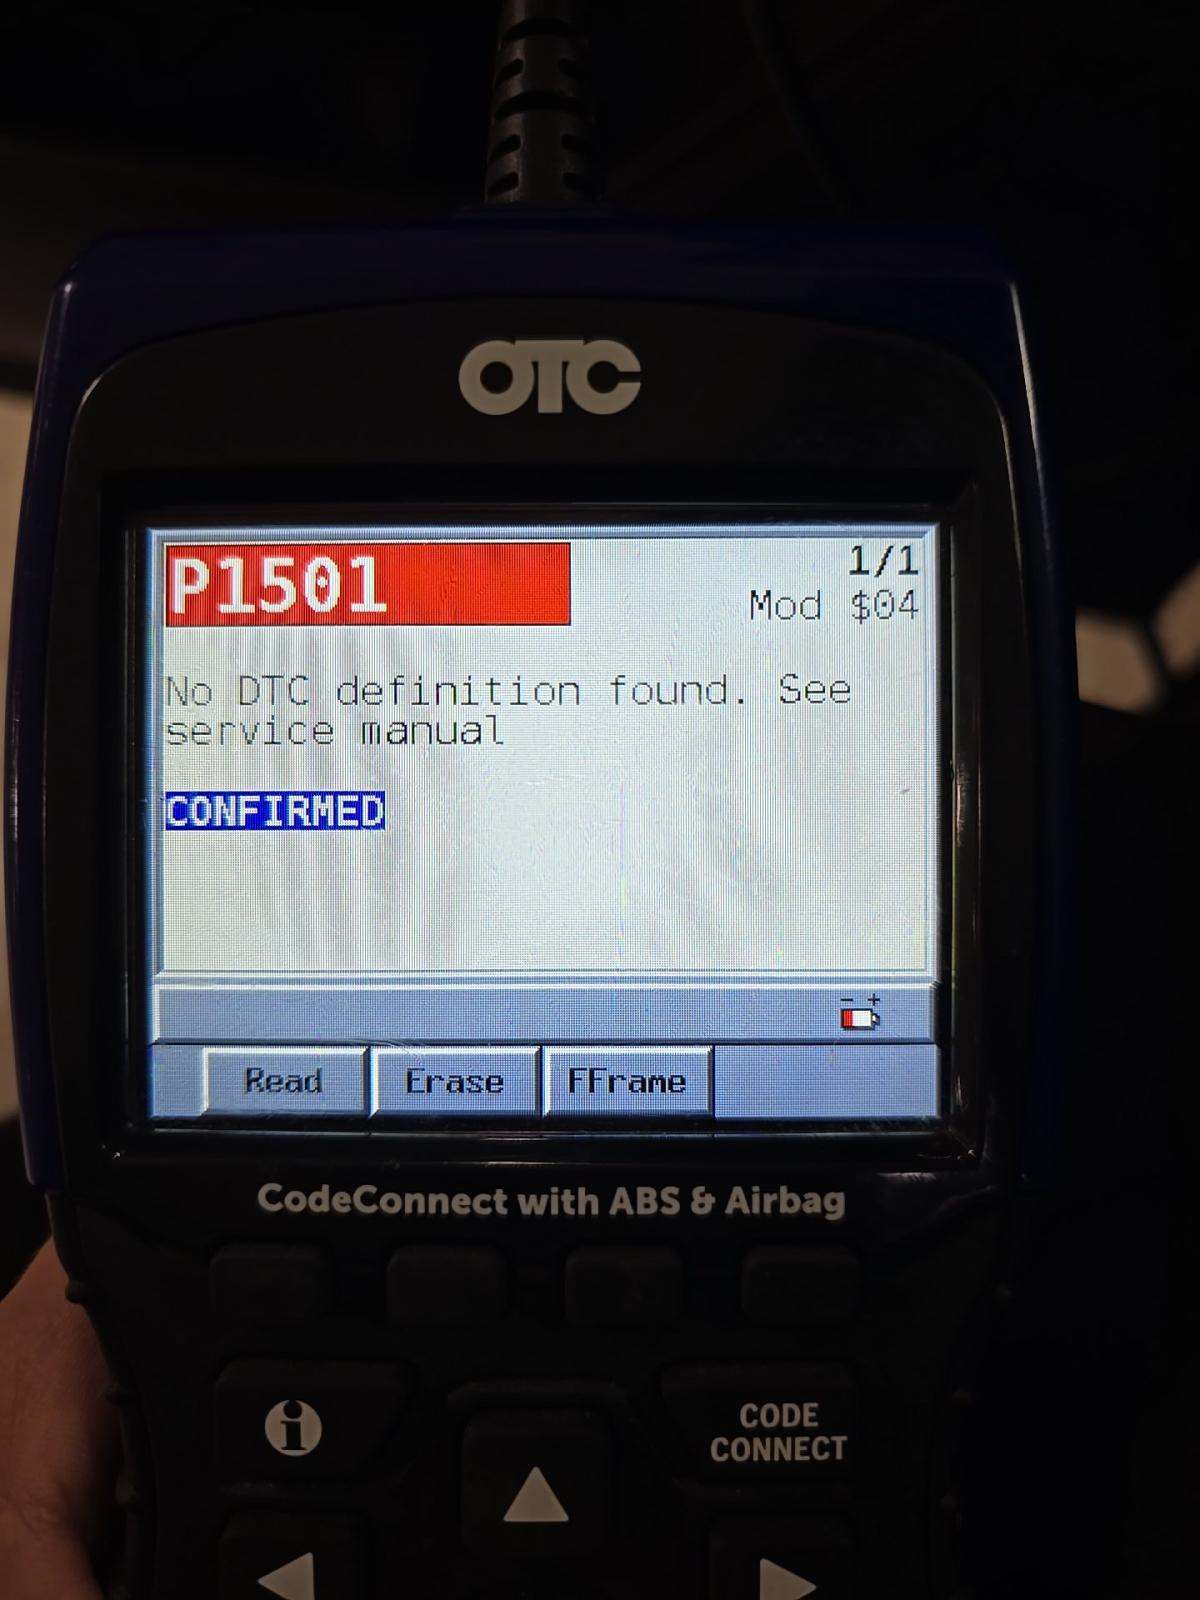 OTC
P1501
1/1
Mod $04
No DTC definition found. See
service manual
CONFIRMED
- +
Read Erase FFrame
CodeConnect with ABS & Airbag
i
CODE
CONNECT